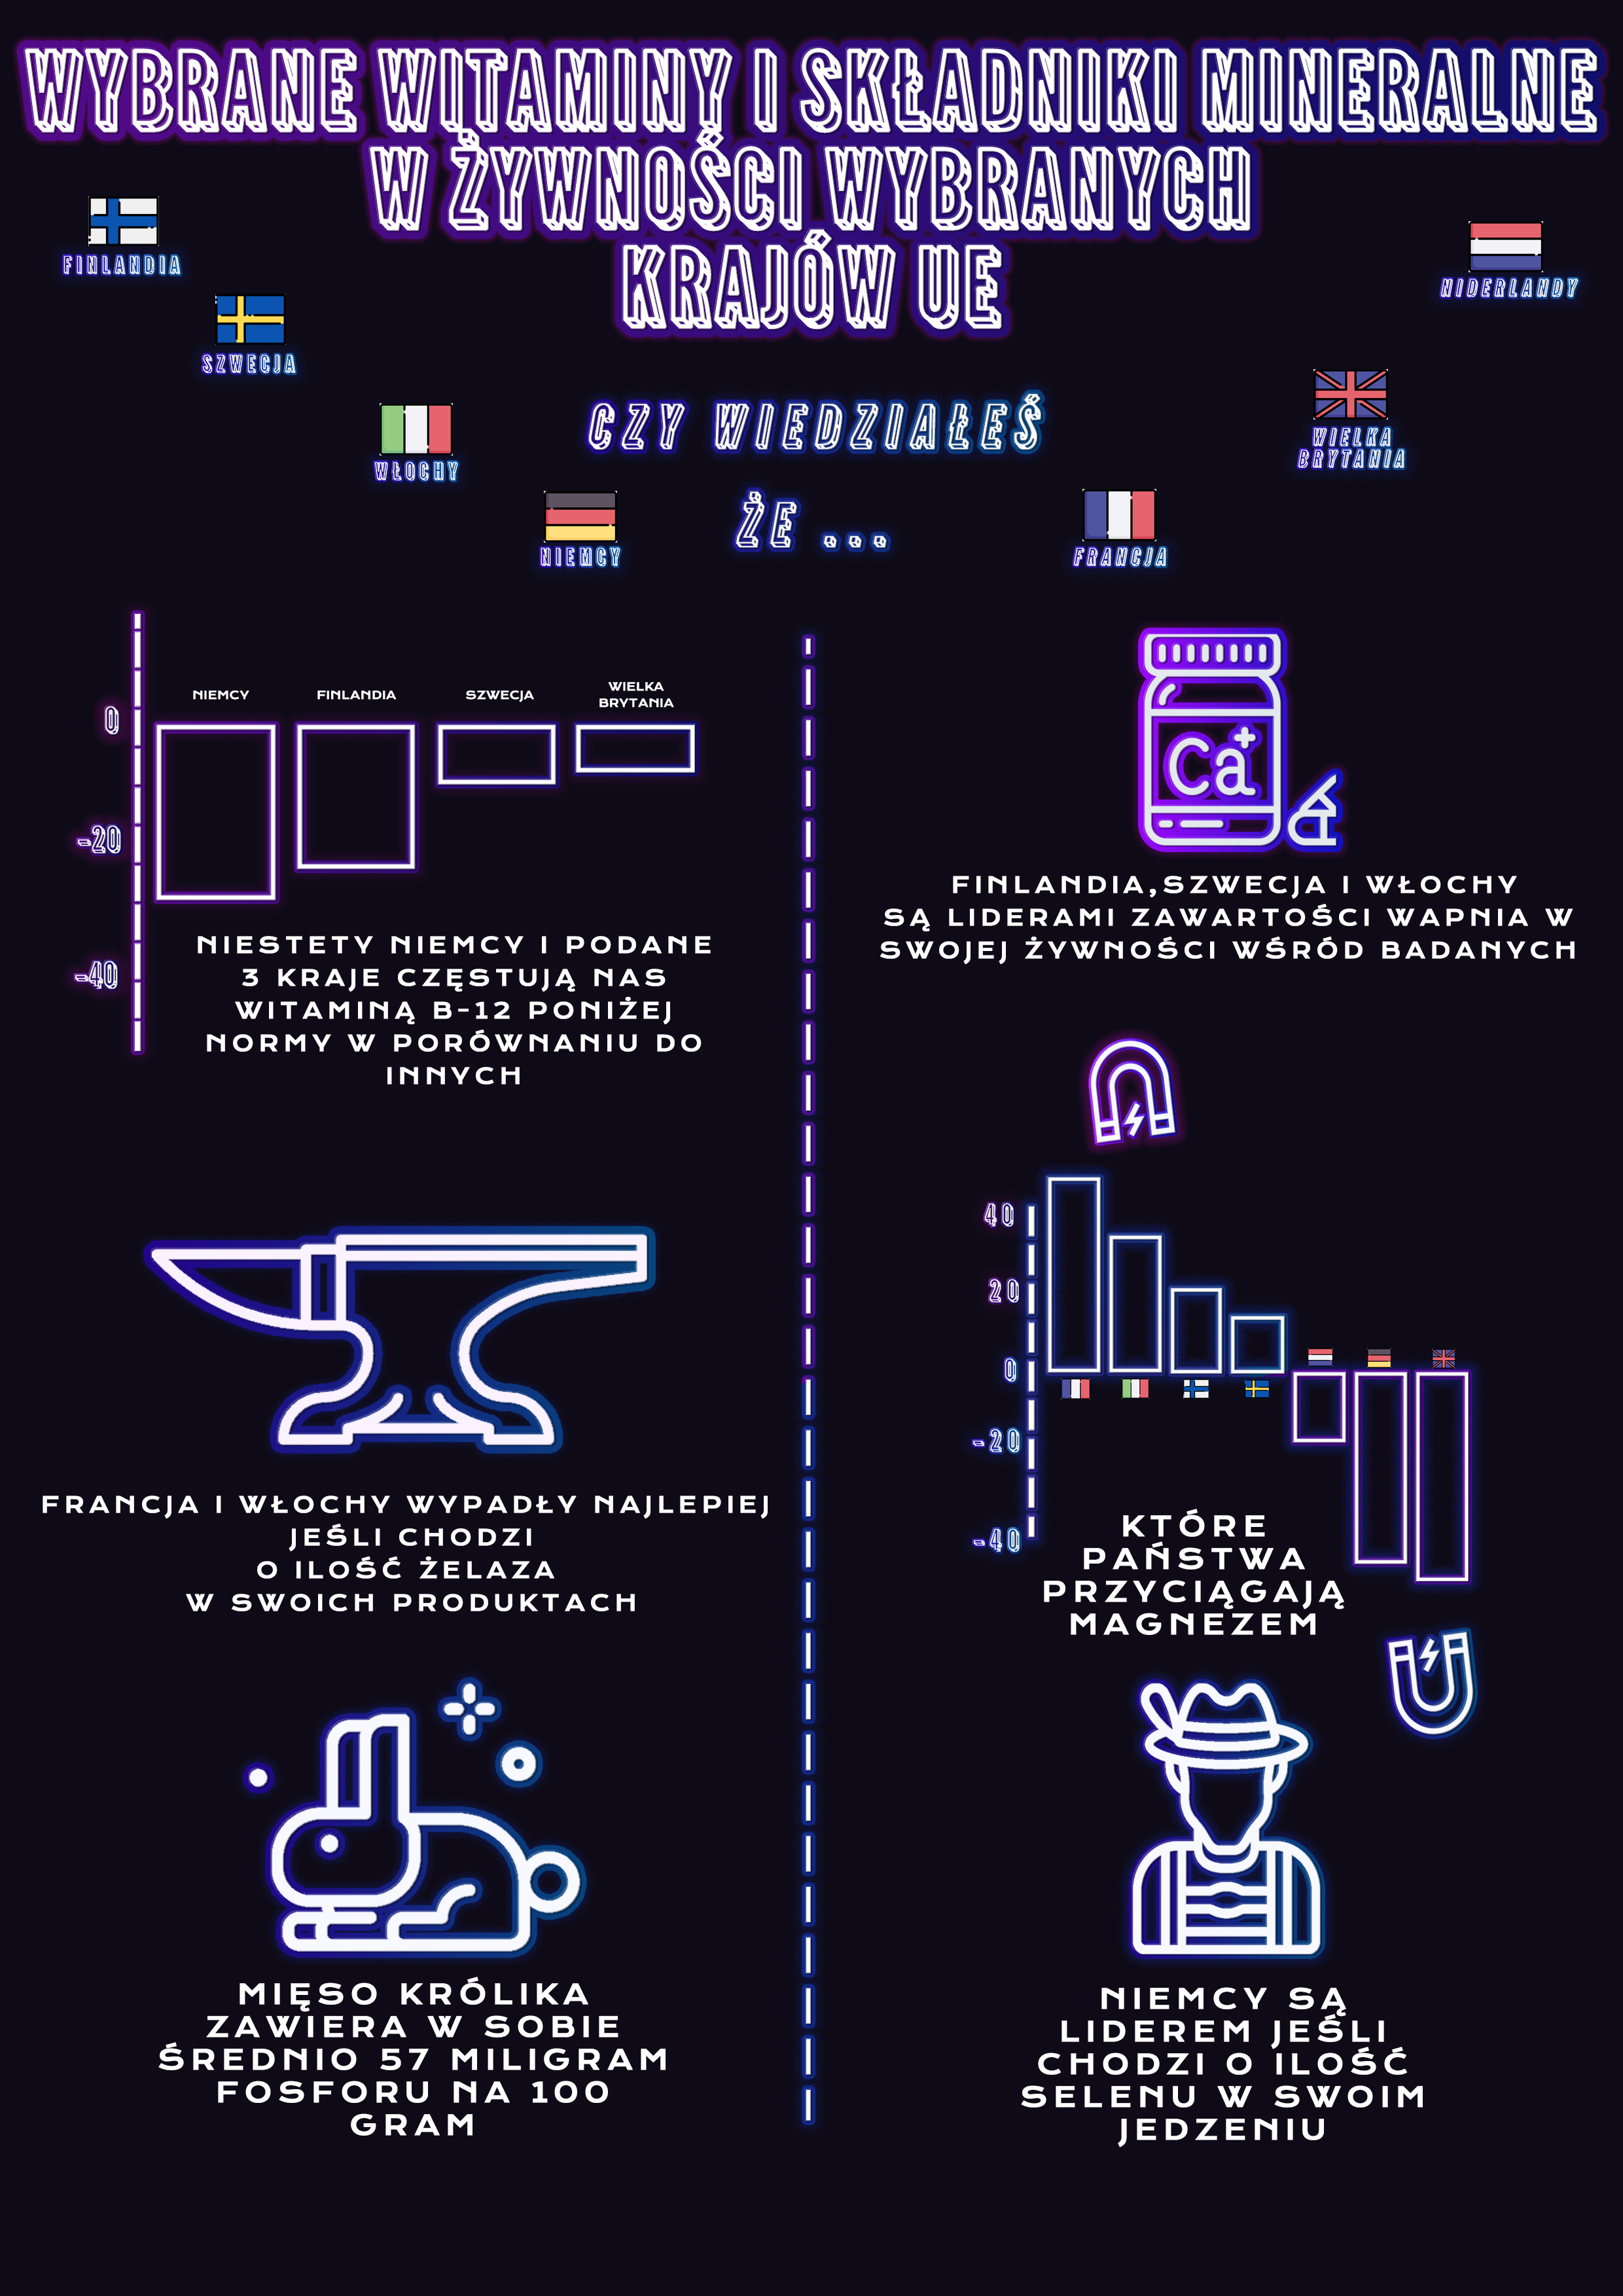 WYBRANE WITAMINY I SKŁADNIKI MINERALNE
W ŻYWNOŚCI WYBRANYCH
KRAJÓW UE
FINLANDIA
SZWECJA
WŁOCHY
NIEMCY
CZY WIEDZIAŁEŚ
ŻE ...
NIDERLANDY
WIELKA
BRYTANIA
FRANCJA
0
-20
-40
NIEMCY
FINLANDIA
SZWECJA
WIELKA
BRYTANIA
NIESTETY NIEMCY I PODANE
3 KRAJE CZĘSTUJĄ NAS
WITAMINĄ B-12 PONIŻEJ
NORMY W PORÓWNANIU DO
INNYCH
Ca+
FINLANDIA,SZWECJA I WŁOCHY
SĄ LIDERAMI ZAWARTOŚCI WAPNIA W
SWOJEJ ŻYWNOŚCI WŚRÓD BADANYCH
FRANCJA I WŁOCHY WYPADŁY NAJLEPIEJ
JEŚLI CHODZI
O ILOŚĆ ŻELAZA
W SWOICH PRODUKTACH
40
20
0
-20
-40
KTÓRE
PAŃSTWA
PRZYCIĄGAJĄ
MAGNEZEM
MIĘSO KRÓLIKA
ZAWIERA W SOBIE
ŚREDNIO 57 MILIGRAM
FOSFORU NA 100
GRAM
NIEMCY SĄ
LIDEREM JEŚLI
CHODZI O ILOŚĆ
SELENU W SWOIM
JEDZENIU